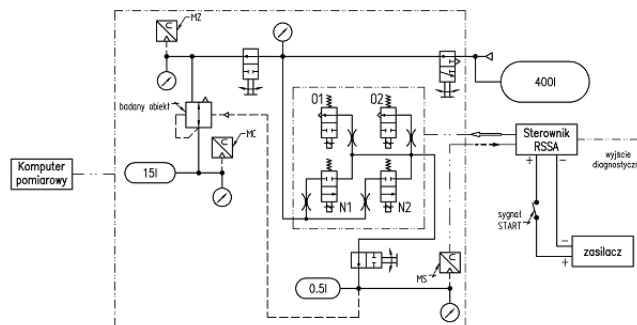 MZ
badany obiekt
MC
15l
Komputer
pomiarowy
O1
O2
N1
N2
0.5l
MS
400l
Sterownik
RSSA
wyjście
diagnostyczne
+
–
sygnał
START
–
+
zasilacz